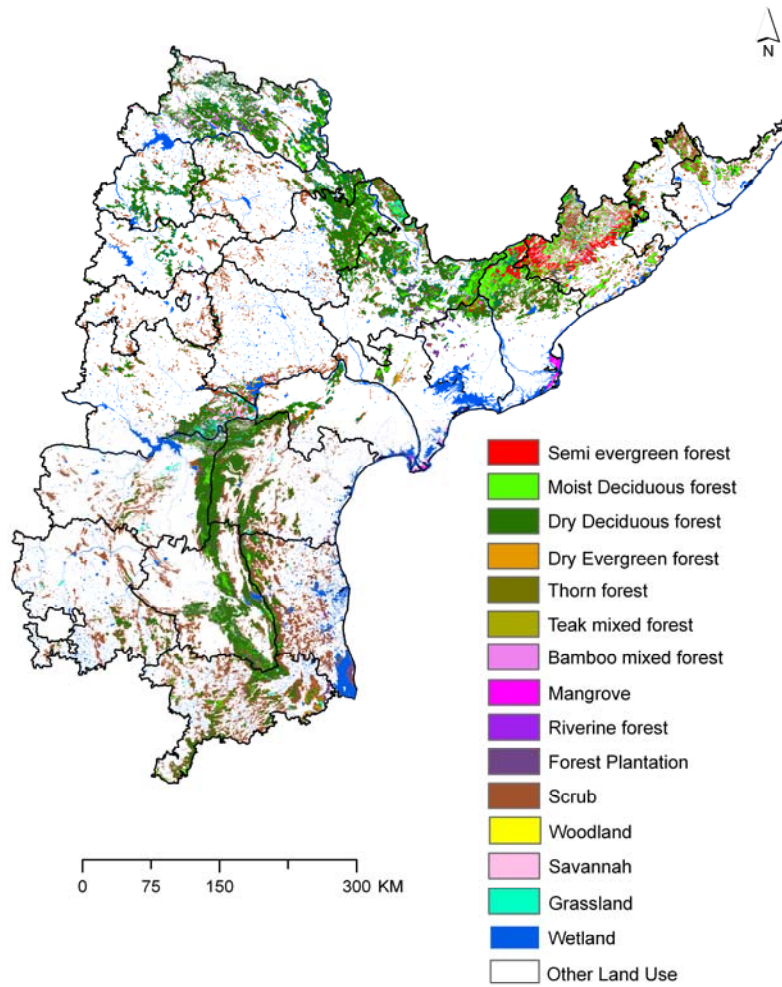 N
Semi evergreen forest
Moist Deciduous forest
Dry Deciduous forest
Dry Evergreen forest
Thorn forest
Teak mixed forest
Bamboo mixed forest
Mangrove
Riverine forest
Forest Plantation
Scrub
Woodland
Savannah
Grassland
Wetland
Other Land Use
0 75 150 300 KM